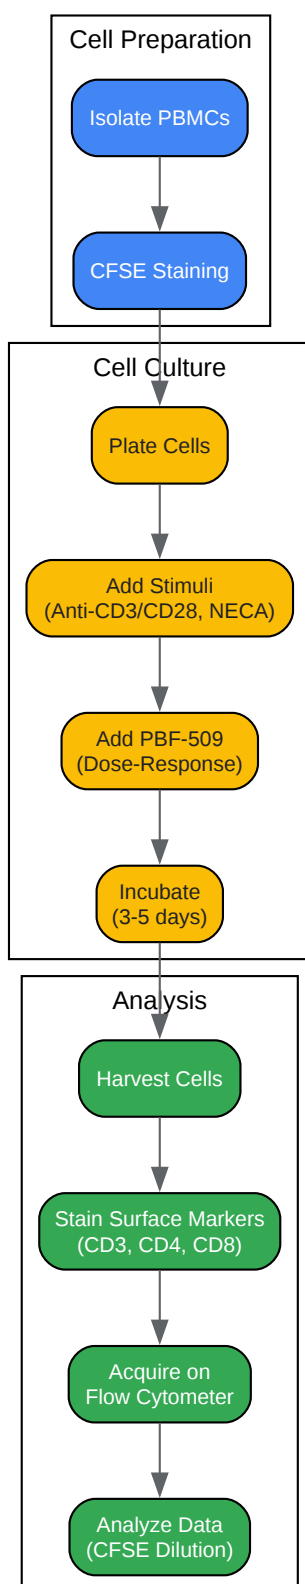 Cell Preparation
Isolate PBMCs
CFSE Staining
Cell Culture
Plate Cells
Add Stimuli
(Anti-CD3/CD28, NECA)
Add PBF-509
(Dose-Response)
Incubate
(3-5 days)
Analysis
Harvest Cells
Stain Surface Markers
(CD3, CD4, CD8)
Acquire on
Flow Cytometer
Analyze Data
(CFSE Dilution)